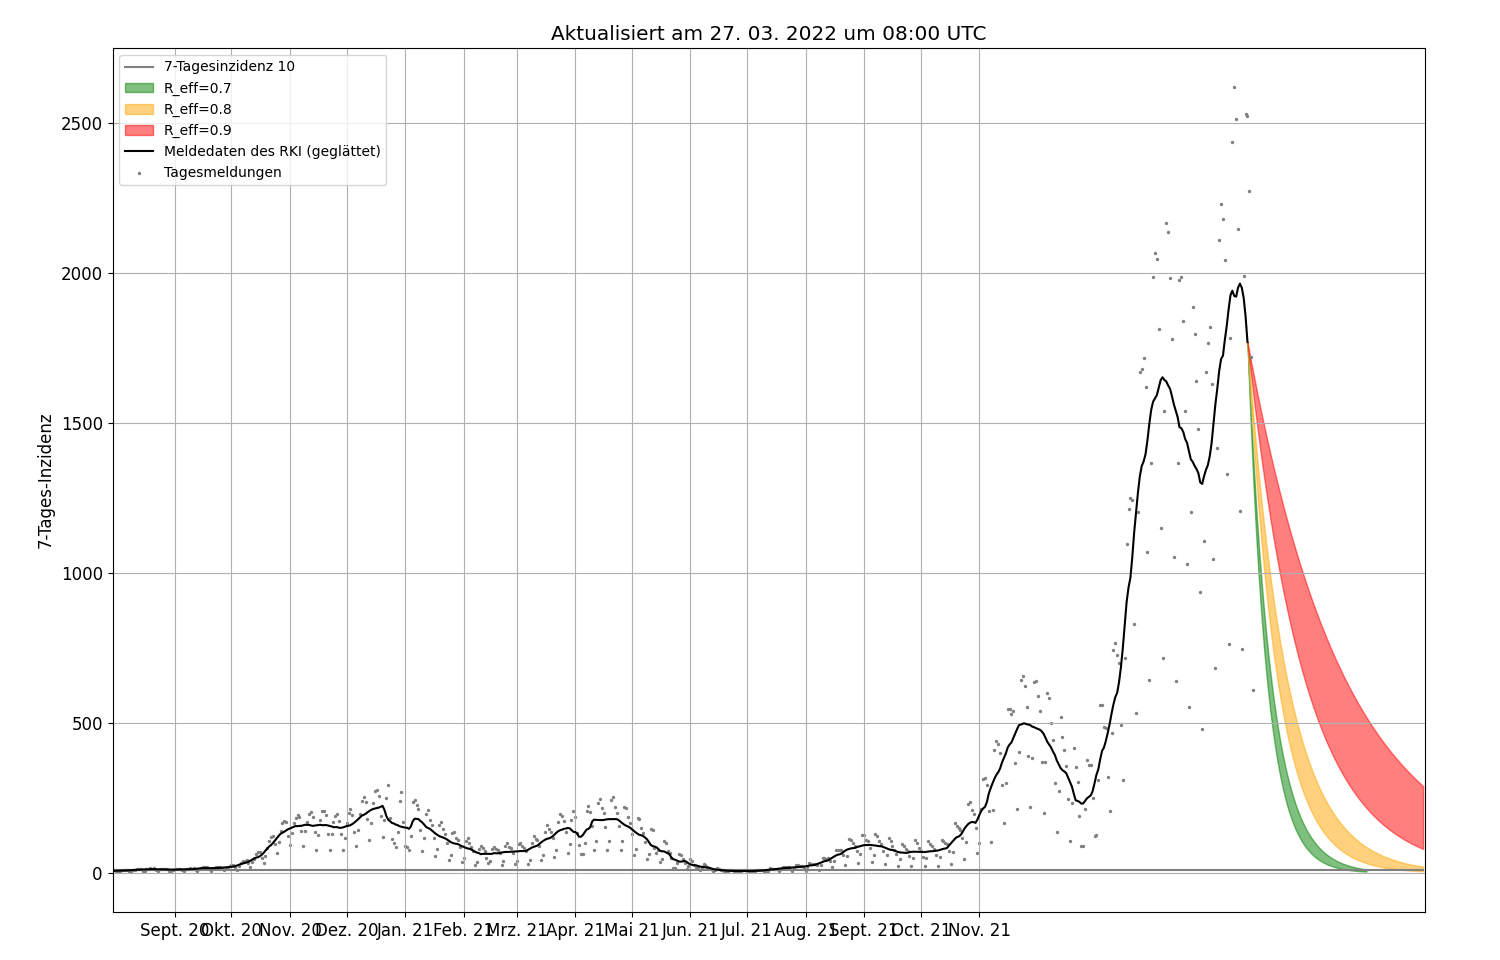 Aktualisiert am 27. 03. 2022 um 08:00 UTC
7-Tagesinzidenz 10
R_eff=0.7
R_eff=0.8
R_eff=0.9
Meldedaten des RKI (geglättet)
Tagesmeldungen
7-Tages-Inzidenz
2500
2000
1500
1000
500
0
Sept. 20 Okt. 20 Nov. 20 Dez. 20 Jan. 21 Feb. 21 Mrz. 21 Apr. 21 Mai 21 Jun. 21 Jul. 21 Aug. 21 Sept. 21 Oct. 21 Nov. 21